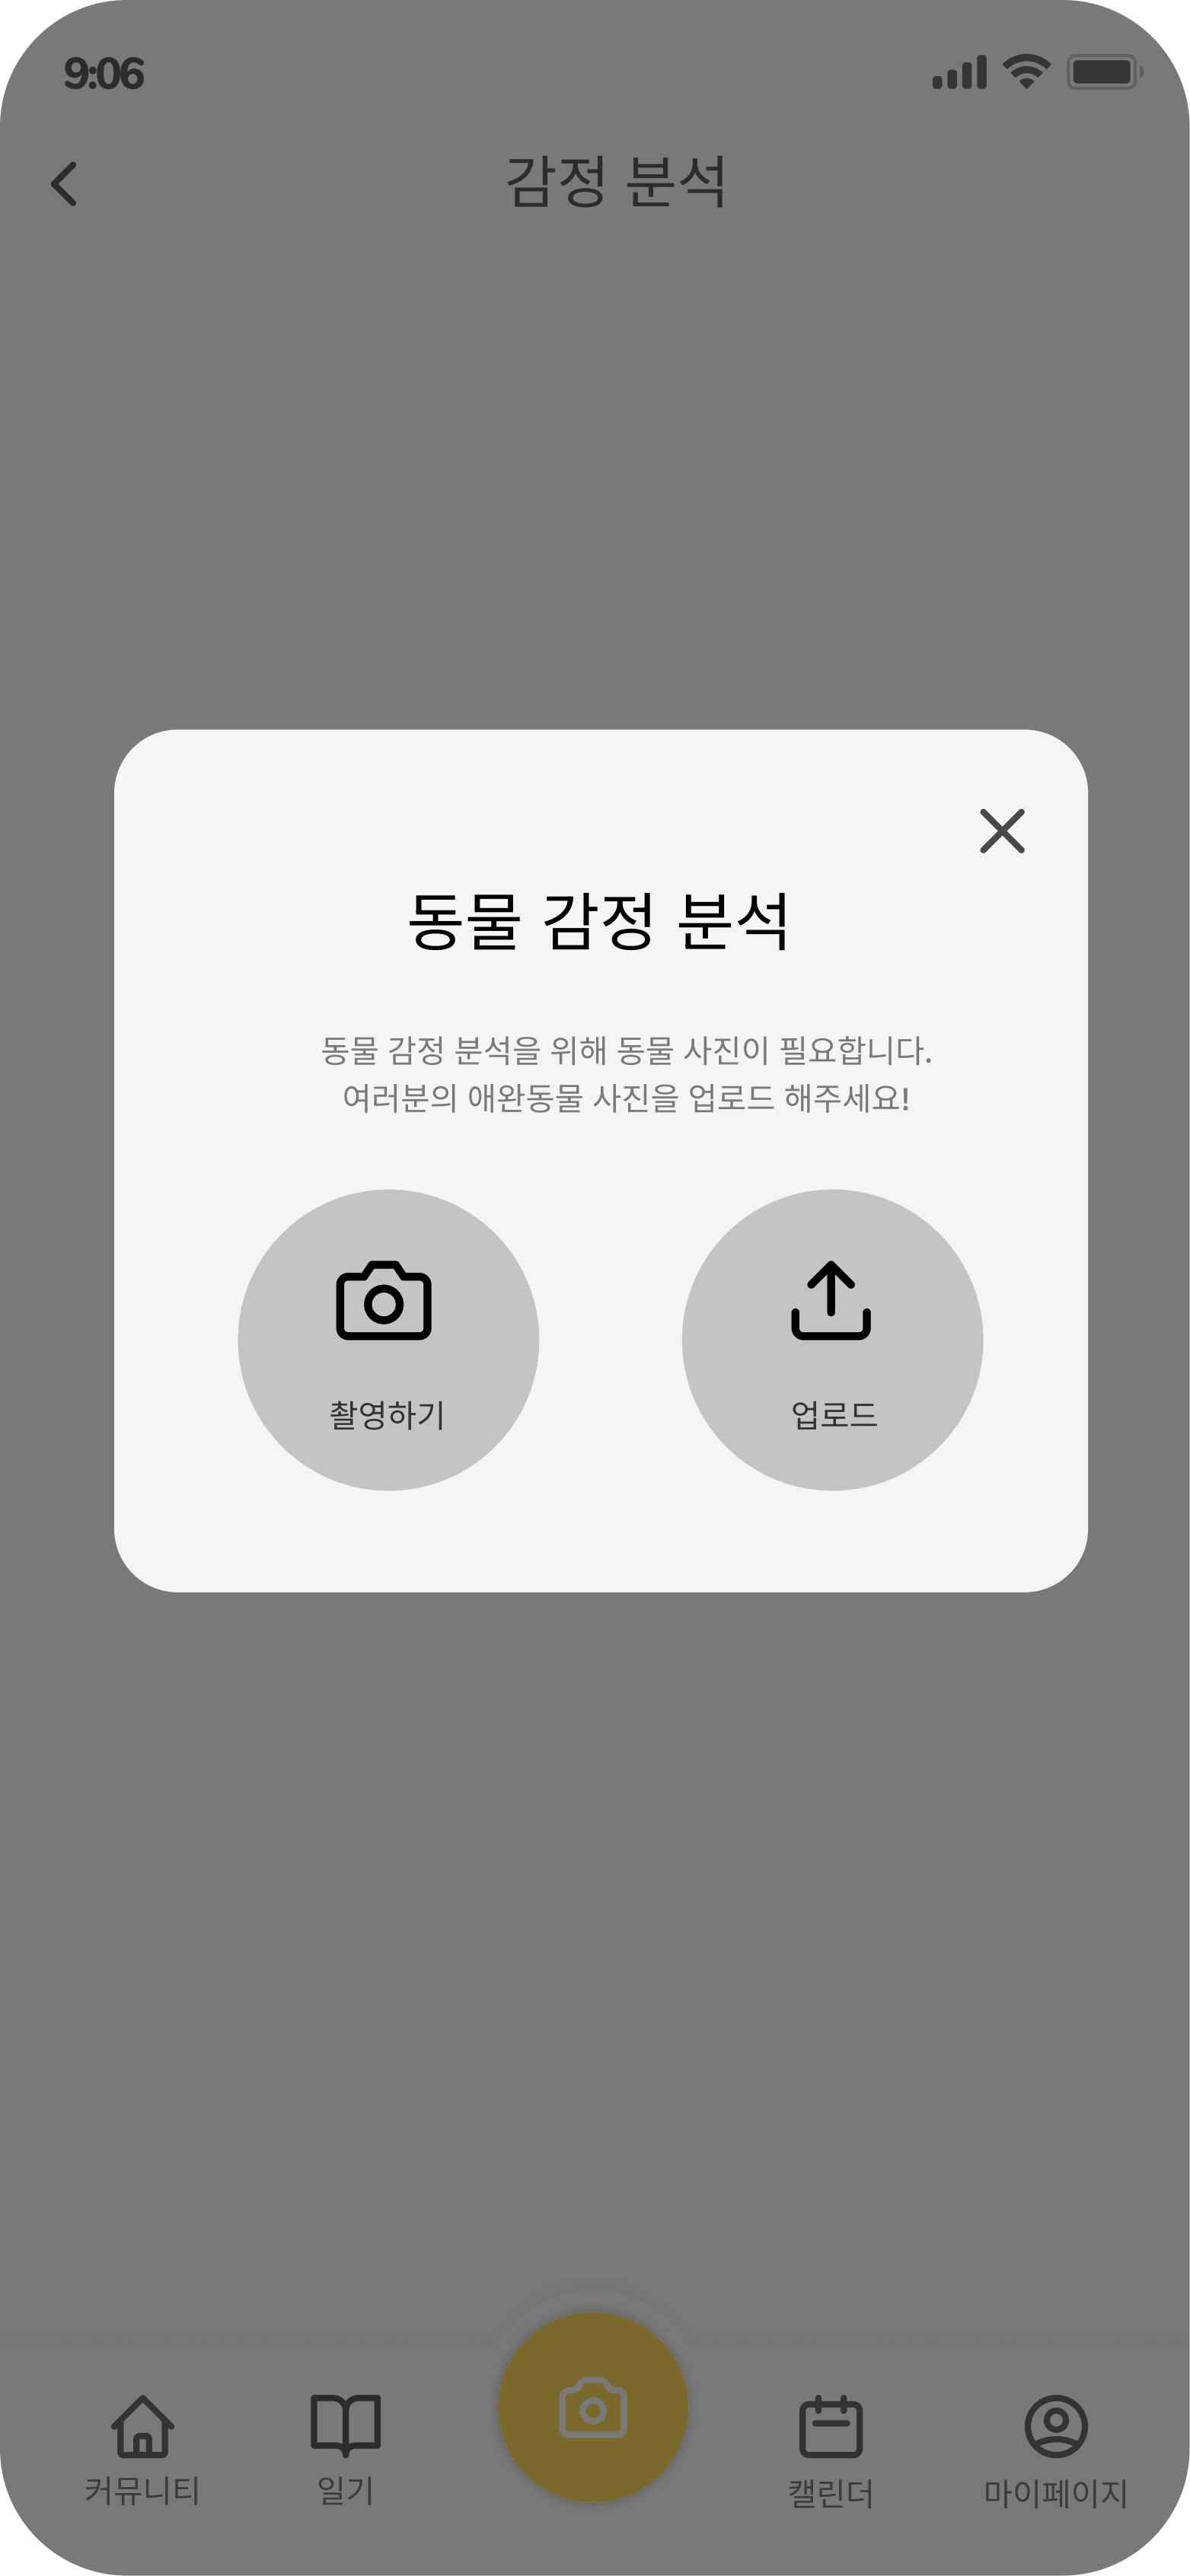 9:06
감정 분석
동물 감정 분석
동물 감정 분석을 위해 동물 사진이 필요합니다.
여러분의 애완동물 사진을 업로드 해주세요!
촬영하기
업로드
커뮤니티
일기
캘린더
마이페이지